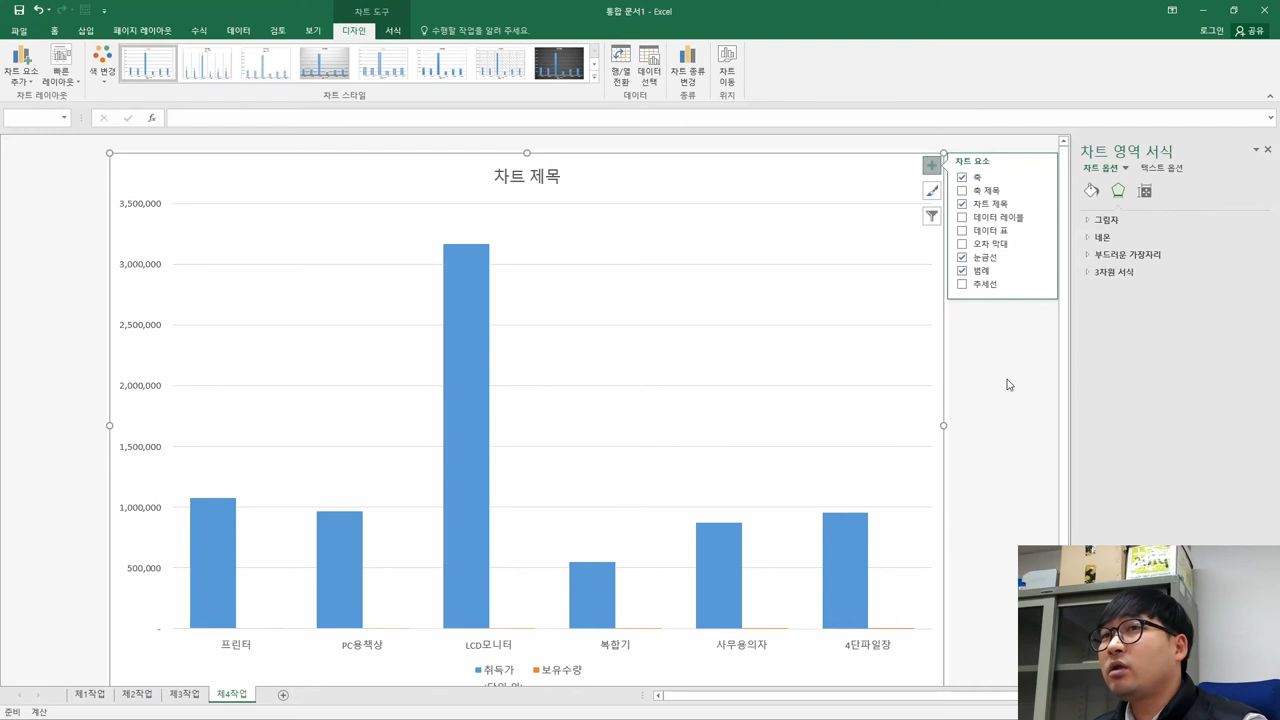 차트 도구
통합 문서1 - Excel
파일 홈 삽입 페이지 레이아웃 수식 데이터 검토 보기 디자인 서식 수행할 작업을 알려 주세요. 로그인 공유
차트 요소 추가
빠른 레이아웃
색 변경
행/열 전환
데이터 선택
차트 종류 변경
차트 이동
차트 레이아웃 차트 스타일 데이터 종류 위치
fx
차트 제목
3,500,000
3,000,000
2,500,000
2,000,000
1,500,000
1,000,000
500,000
-
프린터 PC용책상 LCD모니터 복합기 사무용의자 4단파일장
취득가 보유수량
차트 요소
축
축 제목
차트 제목
데이터 레이블
데이터 표
오차 막대
눈금선
범례
추세선
차트 영역 서식
차트 옵션 텍스트 옵션
그림자
네온
부드러운 가장자리
3차원 서식
제1작업 제2작업 제3작업 제4작업
준비 계산